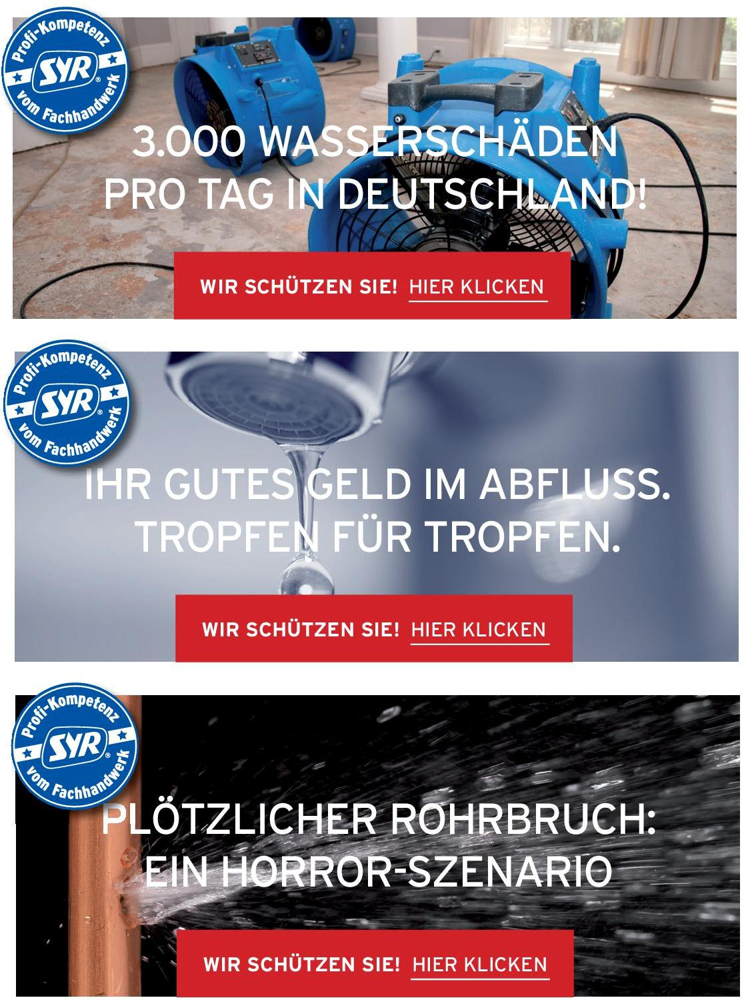 Profi-Kompetenz
SYR®
vom Fachhandwerk
3.000 WASSERSCHÄDEN
PRO TAG IN DEUTSCHLAND!
WIR SCHÜTZEN SIE! HIER KLICKEN
Profi-Kompetenz
SYR®
vom Fachhandwerk
IHR GUTES GELD IM ABFLUSS.
TROPFEN FÜR TROPFEN.
WIR SCHÜTZEN SIE! HIER KLICKEN
Profi-Kompetenz
SYR®
vom Fachhandwerk
PLÖTZLICHER ROHRBRUCH:
EIN HORROR-SZENARIO
WIR SCHÜTZEN SIE! HIER KLICKEN